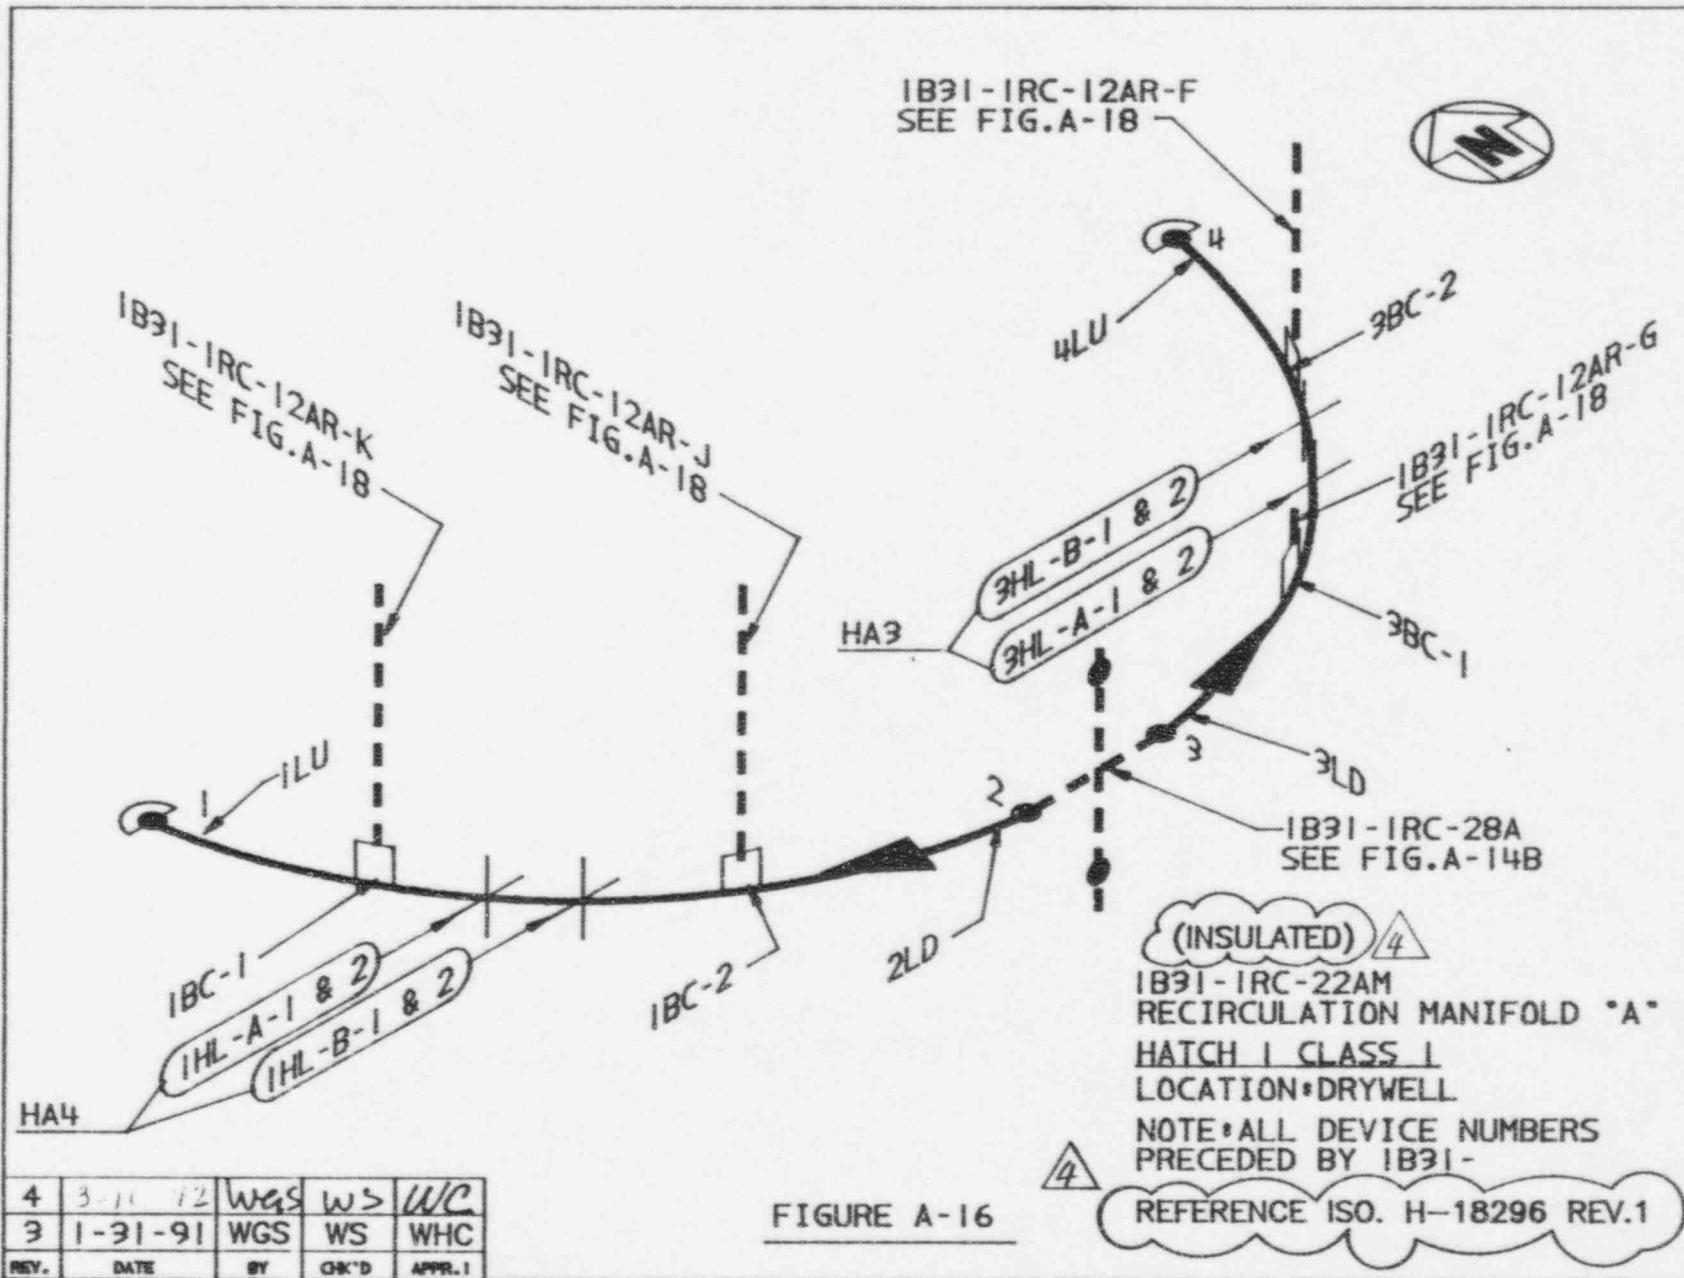 1B31-1RC-12AR-F
SEE FIG.A-18
N
4
4LU
3BC-2
1B31-1RC-12AR-G
SEE FIG.A-18
1B31-1RC-12AR-K
SEE FIG.A-18
1B31-1RC-12AR-J
SEE FIG.A-18
3HL-B-1 & 2
3HL-A-1 & 2
HA3
3BC-1
3
3LD
1
1LU
2
1B31-1RC-28A
SEE FIG.A-14B
2LD
1BC-1
1BC-2
1HL-A-1 & 2
1HL-B-1 & 2
HA4
(INSULATED) 4
1B31-1RC-22AM
RECIRCULATION MANIFOLD "A"
HATCH 1 CLASS 1
LOCATION:DRYWELL
NOTE:ALL DEVICE NUMBERS
PRECEDED BY 1B31-
4
REFERENCE ISO. H-18296 REV.1
FIGURE A-16
4 WGS WS WC
3 1-31-91 WGS WS WHC
REV. DATE BY CHK'D APPR.1